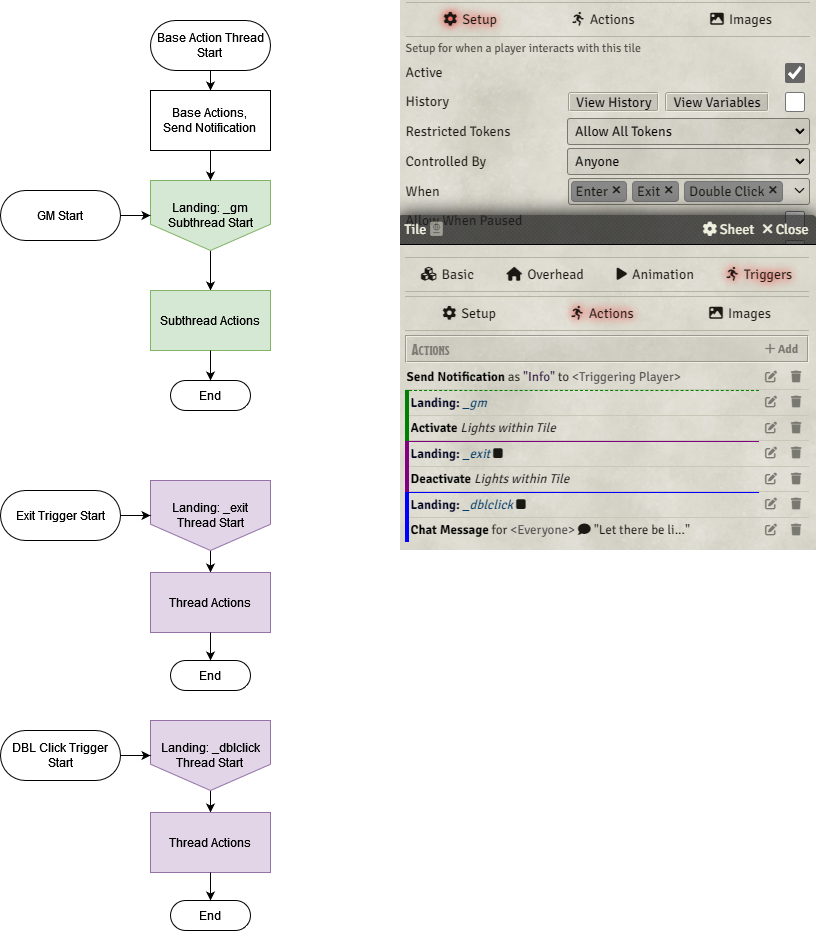 Base Action Thread
Start
Base Actions,
Send Notification
GM Start
Landing: _gm
Subthread Start
Subthread Actions
End
Exit Trigger Start
Landing: _exit
Thread Start
Thread Actions
End
DBL Click Trigger
Start
Landing: _dblclick
Thread Start
Thread Actions
End
Setup Actions Images
Setup for when a player interacts with this tile
Active
History View History View Variables
Restricted Tokens Allow All Tokens
Controlled By Anyone
When Enter × Exit × Double Click ×
Allow When Paused
Tile Sheet × Close
Basic Overhead Animation Triggers
Setup Actions Images
ACTIONS + Add
Send Notification as "Info" to <Triggering Player>
Landing: _gm
Activate Lights within Tile
Landing: _exit
Deactivate Lights within Tile
Landing: _dblclick
Chat Message for <Everyone> "Let there be li..."